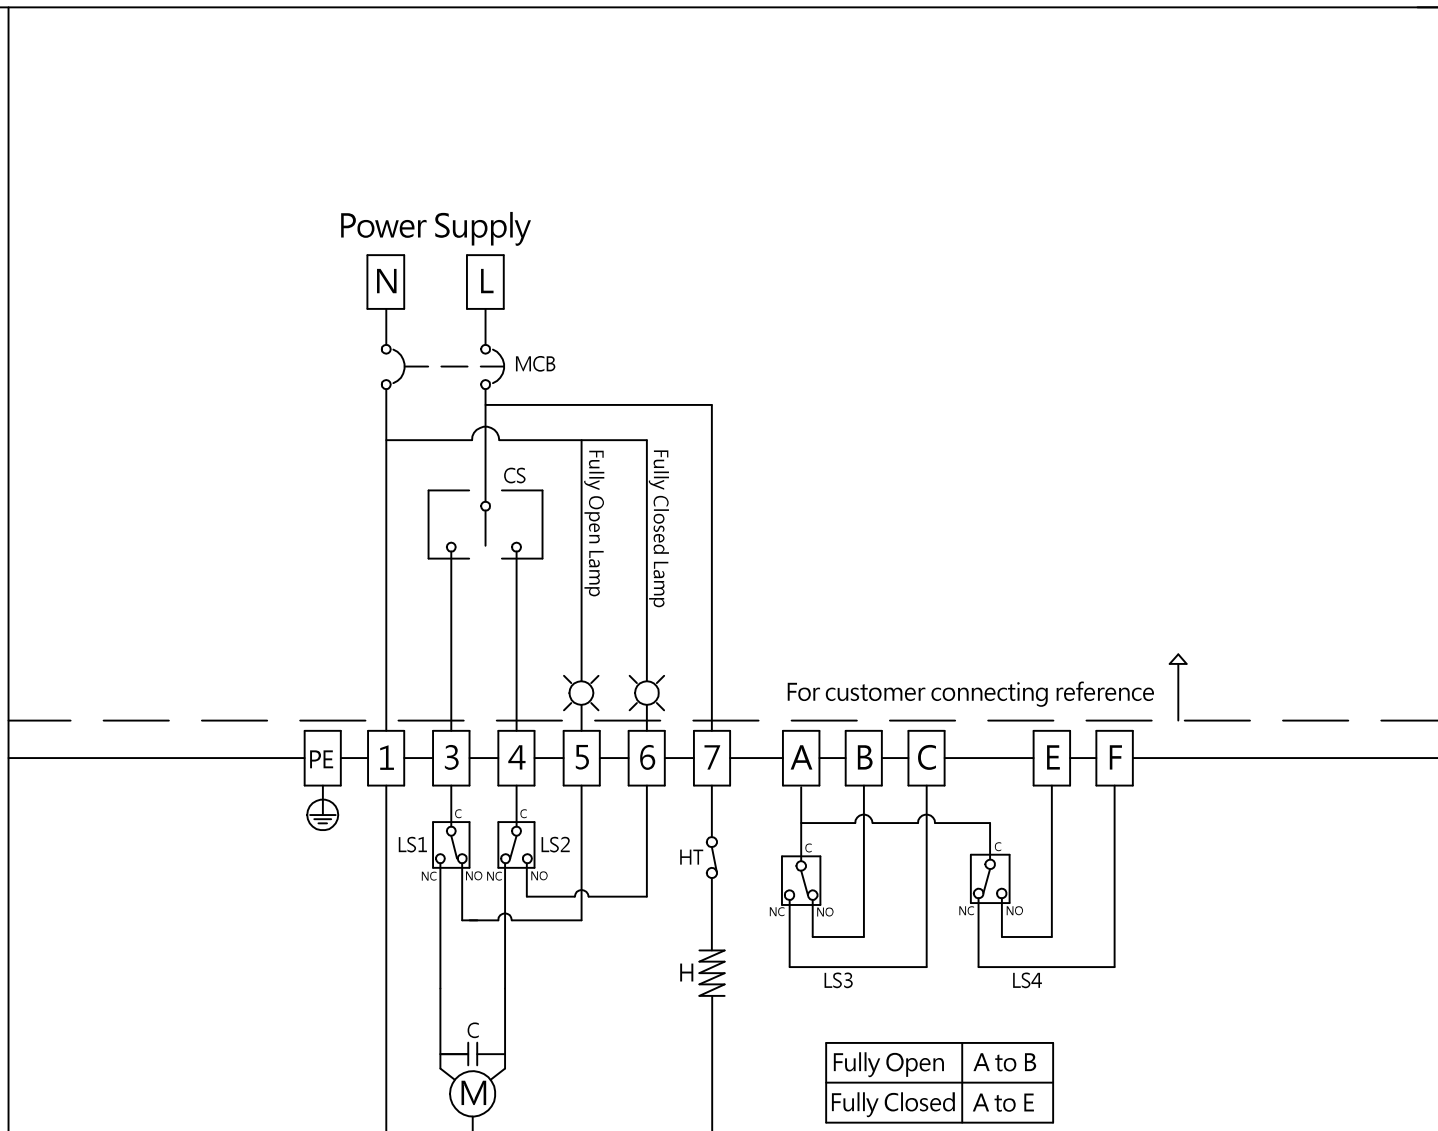 Power Supply
N
L
MCB
CS
Fully Open Lamp
Fully Closed Lamp
For customer connecting reference
PE
1
3
4
5
6
7
A
B
C
E
F
C
C
LS1
LS2
NC
NO
NC
NO
HT
C
C
NC
NO
NC
NO
H
LS3
LS4
C
M
Fully Open A to B
Fully Closed A to E